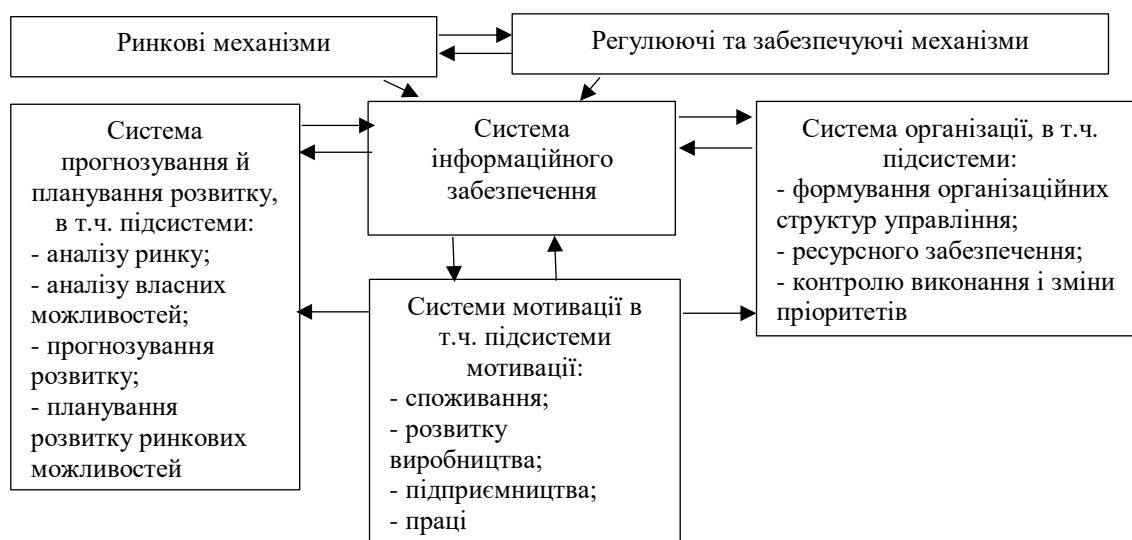 Ринкові механізми
Регулюючі та забезпечуючі механізми
Система
прогнозування й
планування розвитку,
в т.ч. підсистеми:
- аналізу ринку;
- аналізу власних
можливостей;
- прогнозування
розвитку;
- планування
розвитку ринкових
можливостей
Система
інформаційного
забезпечення
Система організації, в т.ч.
підсистеми:
- формування організаційних
структур управління;
- ресурсного забезпечення;
- контролю виконання і зміни
пріоритетів
Системи мотивації в
т.ч. підсистеми
мотивації:
- споживання;
- розвитку
виробництва;
- підприємництва;
- праці